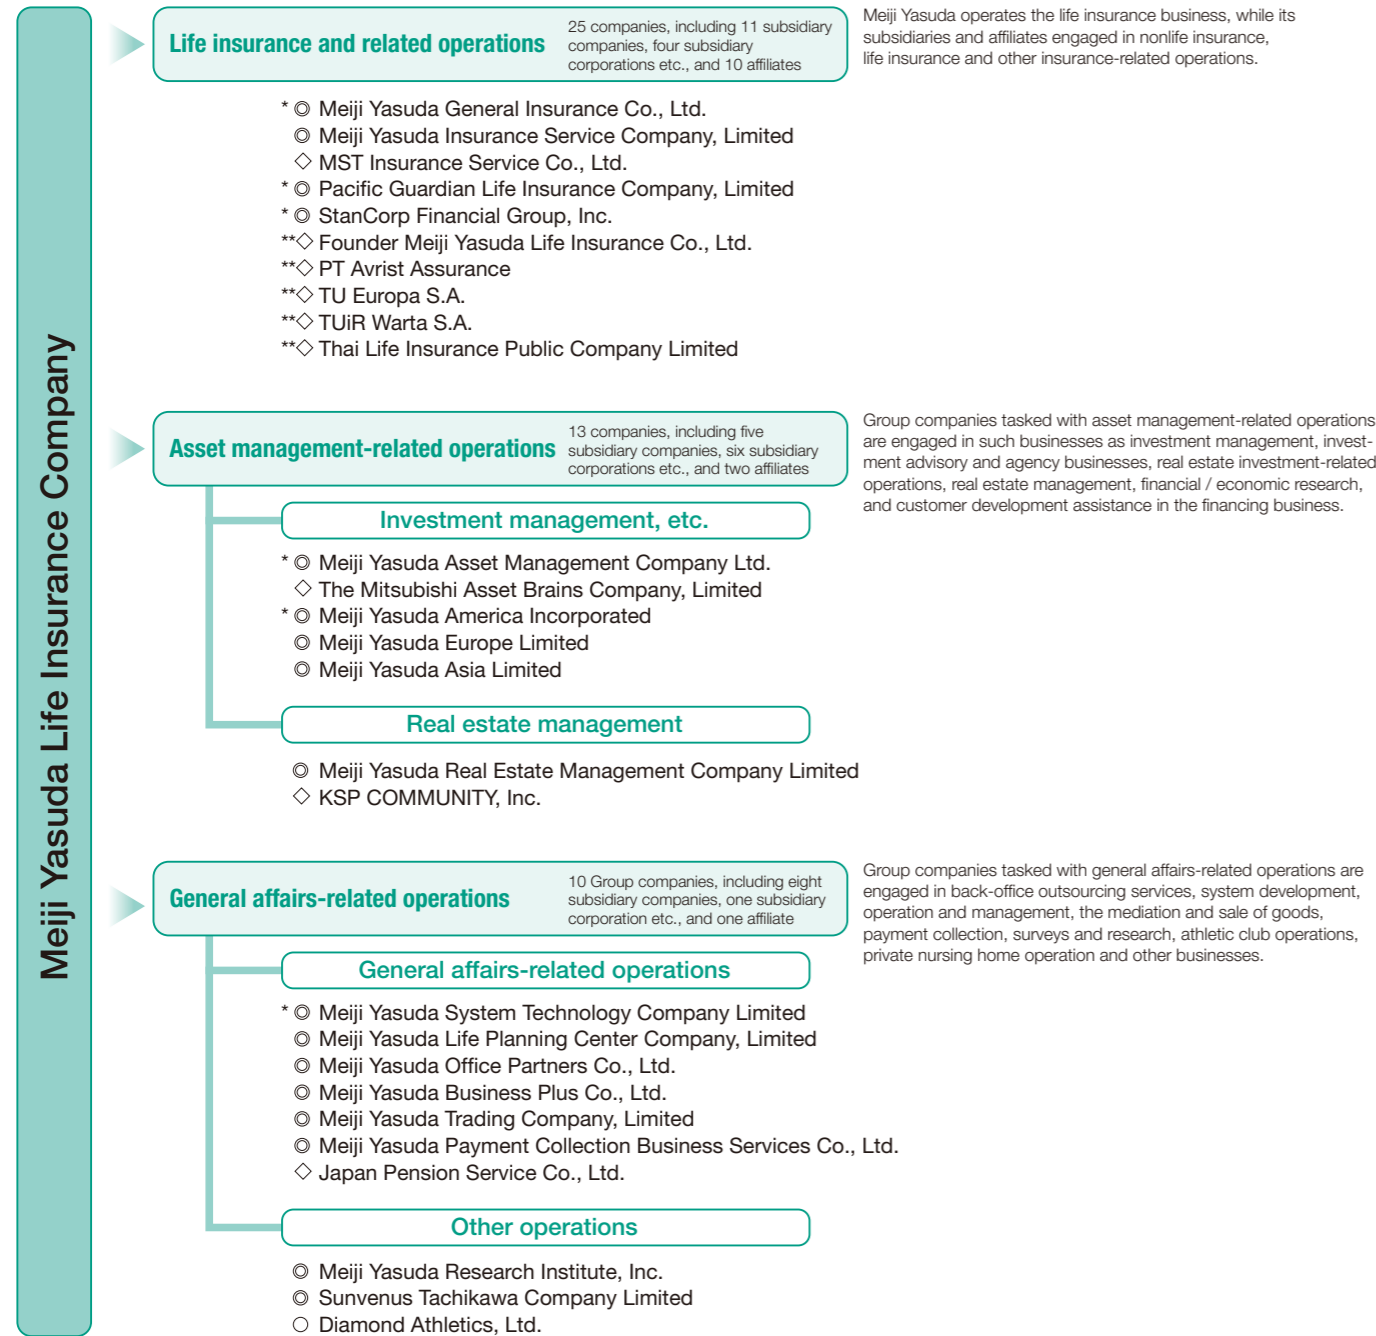 Meiji Yasuda Life Insurance Company
Life insurance and related operations
25 companies, including 11 subsidiary
companies, four subsidiary
corporations etc., and 10 affiliates
Meiji Yasuda operates the life insurance business, while its
subsidiaries and affiliates engaged in nonlife insurance,
life insurance and other insurance-related operations.
* ◎ Meiji Yasuda General Insurance Co., Ltd.
◎ Meiji Yasuda Insurance Service Company, Limited
◇ MST Insurance Service Co., Ltd.
* ◎ Pacific Guardian Life Insurance Company, Limited
* ◎ StanCorp Financial Group, Inc.
**◇ Founder Meiji Yasuda Life Insurance Co., Ltd.
**◇ PT Avrist Assurance
**◇ TU Europa S.A.
**◇ TUiR Warta S.A.
**◇ Thai Life Insurance Public Company Limited
Asset management-related operations
13 companies, including five
subsidiary companies, six subsidiary
corporations etc., and two affiliates
Group companies tasked with asset management-related operations
are engaged in such businesses as investment management, invest-
ment advisory and agency businesses, real estate investment-related
operations, real estate management, financial / economic research,
and customer development assistance in the financing business.
Investment management, etc.
* ◎ Meiji Yasuda Asset Management Company Ltd.
◇ The Mitsubishi Asset Brains Company, Limited
* ◎ Meiji Yasuda America Incorporated
◎ Meiji Yasuda Europe Limited
◎ Meiji Yasuda Asia Limited
Real estate management
◎ Meiji Yasuda Real Estate Management Company Limited
◇ KSP COMMUNITY, Inc.
General affairs-related operations
10 Group companies, including eight
subsidiary companies, one subsidiary
corporation etc., and one affiliate
Group companies tasked with general affairs-related operations are
engaged in back-office outsourcing services, system development,
operation and management, the mediation and sale of goods,
payment collection, surveys and research, athletic club operations,
private nursing home operation and other businesses.
General affairs-related operations
* ◎ Meiji Yasuda System Technology Company Limited
◎ Meiji Yasuda Life Planning Center Company, Limited
◎ Meiji Yasuda Office Partners Co., Ltd.
◎ Meiji Yasuda Business Plus Co., Ltd.
◎ Meiji Yasuda Trading Company, Limited
◎ Meiji Yasuda Payment Collection Business Services Co., Ltd.
◇ Japan Pension Service Co., Ltd.
Other operations
◎ Meiji Yasuda Research Institute, Inc.
◎ Sunvenus Tachikawa Company Limited
○ Diamond Athletics, Ltd.